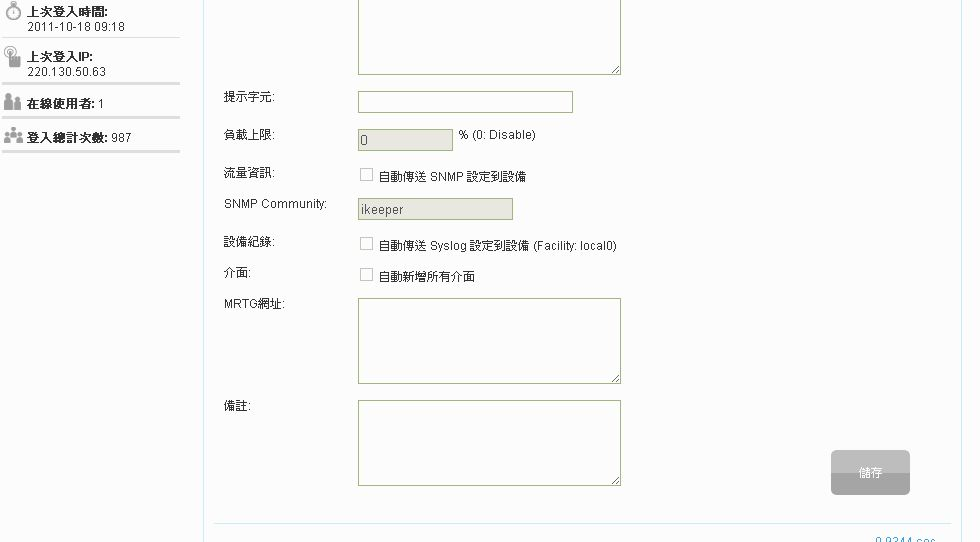 上次登入時間:
2011-10-18 09:18
上次登入IP:
220.130.50.63
在線使用者: 1
登入總計次數: 987
提示字元:
負載上限: 0 % (0: Disable)
流量資訊: 自動傳送 SNMP 設定到設備
SNMP Community: ikeeper
設備紀錄: 自動傳送 Syslog 設定到設備 (Facility: local0)
介面: 自動新增所有介面
MRTG網址:
備註:
儲存